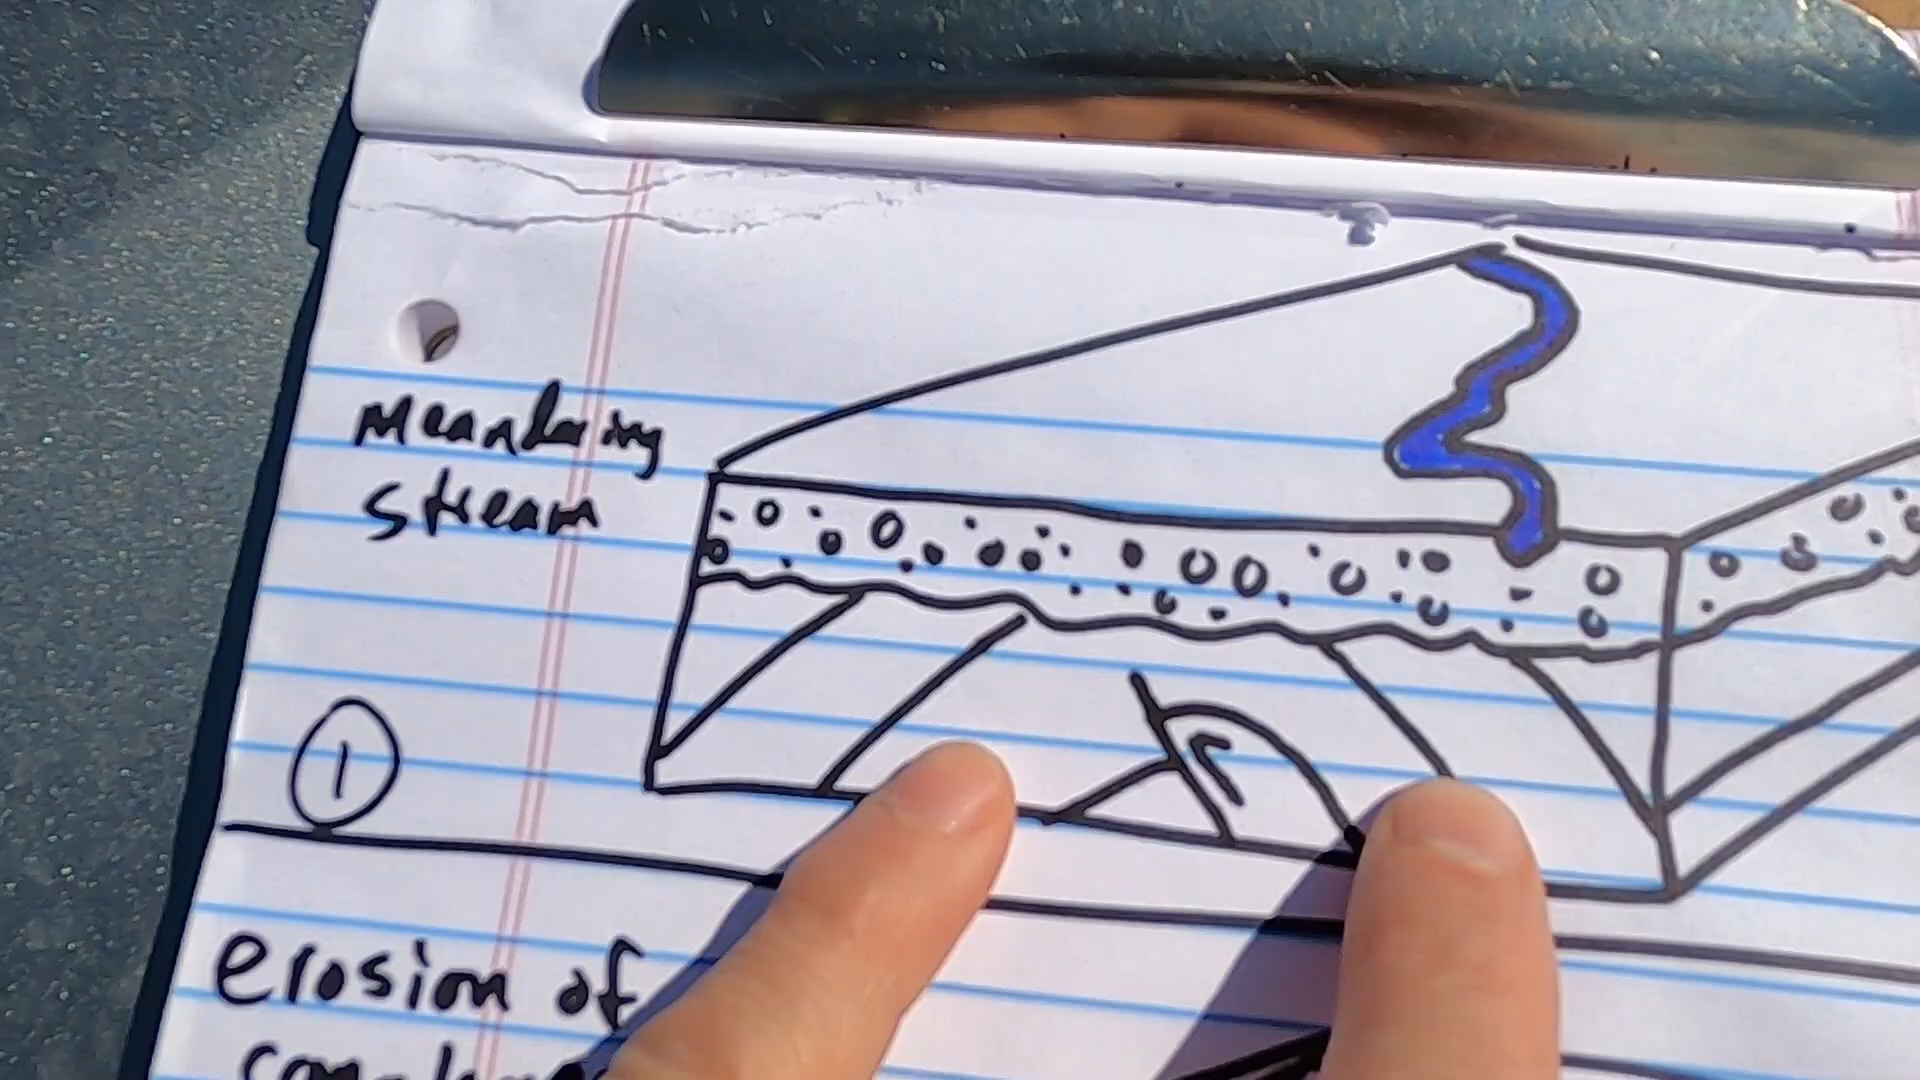 Meandering
stream
1
erosion of